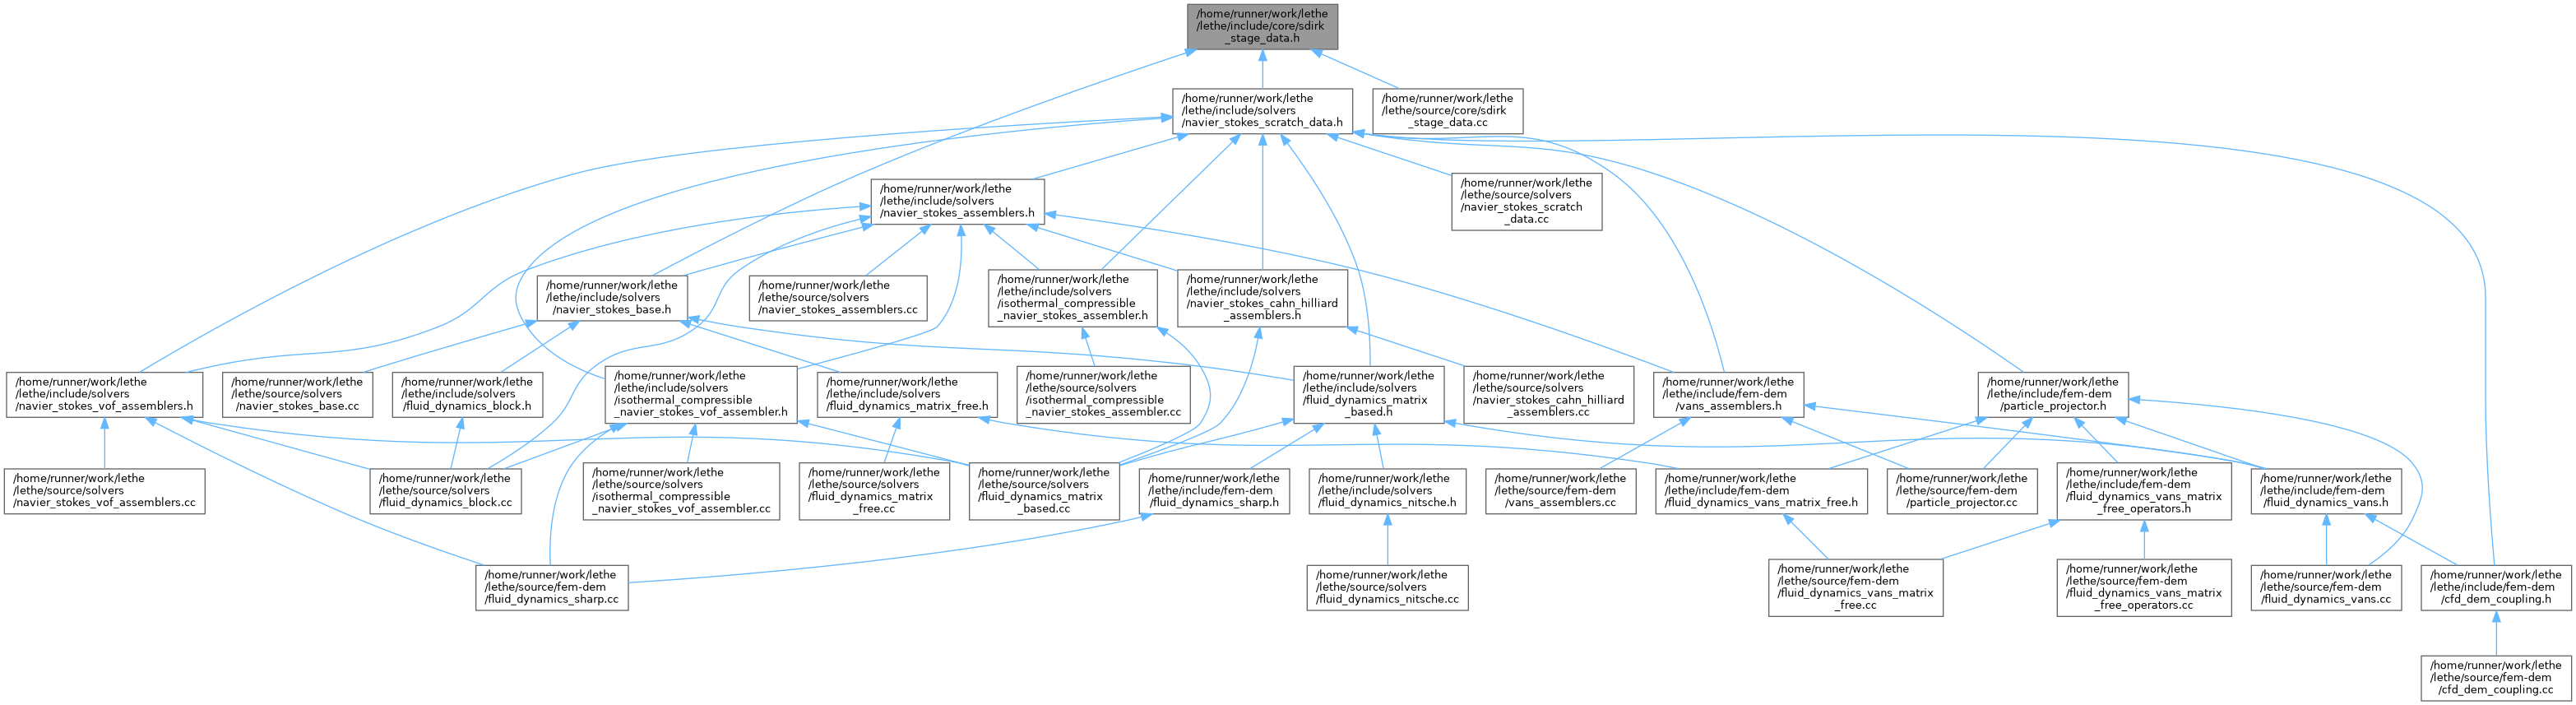 /home/runner/work/lethe
/lethe/include/core/sdirk
_stage_data.h
/home/runner/work/lethe
/lethe/include/solvers
/navier_stokes_scratch_data.h
/home/runner/work/lethe
/lethe/source/core/sdirk
_stage_data.cc
/home/runner/work/lethe
/lethe/include/solvers
/navier_stokes_assemblers.h
/home/runner/work/lethe
/lethe/source/solvers
/navier_stokes_scratch
_data.cc
/home/runner/work/lethe
/lethe/include/solvers
/navier_stokes_base.h
/home/runner/work/lethe
/lethe/source/solvers
/navier_stokes_assemblers.cc
/home/runner/work/lethe
/lethe/include/solvers
/isothermal_compressible
_navier_stokes_assembler.h
/home/runner/work/lethe
/lethe/include/solvers
/navier_stokes_cahn_hilliard
_assemblers.h
/home/runner/work/lethe
/lethe/include/solvers
/navier_stokes_vof_assemblers.h
/home/runner/work/lethe
/lethe/source/solvers
/navier_stokes_base.cc
/home/runner/work/lethe
/lethe/include/solvers
/fluid_dynamics_block.h
/home/runner/work/lethe
/lethe/include/solvers
/isothermal_compressible
_navier_stokes_vof_assembler.h
/home/runner/work/lethe
/lethe/include/solvers
/fluid_dynamics_matrix_free.h
/home/runner/work/lethe
/lethe/source/solvers
/isothermal_compressible
_navier_stokes_assembler.cc
/home/runner/work/lethe
/lethe/include/solvers
/fluid_dynamics_matrix
_based.h
/home/runner/work/lethe
/lethe/source/solvers
/navier_stokes_cahn_hilliard
_assemblers.cc
/home/runner/work/lethe
/lethe/include/fem-dem
/vans_assemblers.h
/home/runner/work/lethe
/lethe/include/fem-dem
/particle_projector.h
/home/runner/work/lethe
/lethe/source/solvers
/navier_stokes_vof_assemblers.cc
/home/runner/work/lethe
/lethe/source/solvers
/fluid_dynamics_block.cc
/home/runner/work/lethe
/lethe/source/solvers
/isothermal_compressible
_navier_stokes_vof_assembler.cc
/home/runner/work/lethe
/lethe/source/solvers
/fluid_dynamics_matrix
_free.cc
/home/runner/work/lethe
/lethe/source/solvers
/fluid_dynamics_matrix
_based.cc
/home/runner/work/lethe
/lethe/include/fem-dem
/fluid_dynamics_sharp.h
/home/runner/work/lethe
/lethe/include/solvers
/fluid_dynamics_nitsche.h
/home/runner/work/lethe
/lethe/source/fem-dem
/vans_assemblers.cc
/home/runner/work/lethe
/lethe/include/fem-dem
/fluid_dynamics_vans_matrix_free.h
/home/runner/work/lethe
/lethe/source/fem-dem
/particle_projector.cc
/home/runner/work/lethe
/lethe/include/fem-dem
/fluid_dynamics_vans_matrix
_free_operators.h
/home/runner/work/lethe
/lethe/include/fem-dem
/fluid_dynamics_vans.h
/home/runner/work/lethe
/lethe/source/fem-dem
/fluid_dynamics_sharp.cc
/home/runner/work/lethe
/lethe/source/solvers
/fluid_dynamics_nitsche.cc
/home/runner/work/lethe
/lethe/source/fem-dem
/fluid_dynamics_vans_matrix
_free.cc
/home/runner/work/lethe
/lethe/source/fem-dem
/fluid_dynamics_vans_matrix
_free_operators.cc
/home/runner/work/lethe
/lethe/source/fem-dem
/fluid_dynamics_vans.cc
/home/runner/work/lethe
/lethe/include/fem-dem
/cfd_dem_coupling.h
/home/runner/work/lethe
/lethe/source/fem-dem
/cfd_dem_coupling.cc